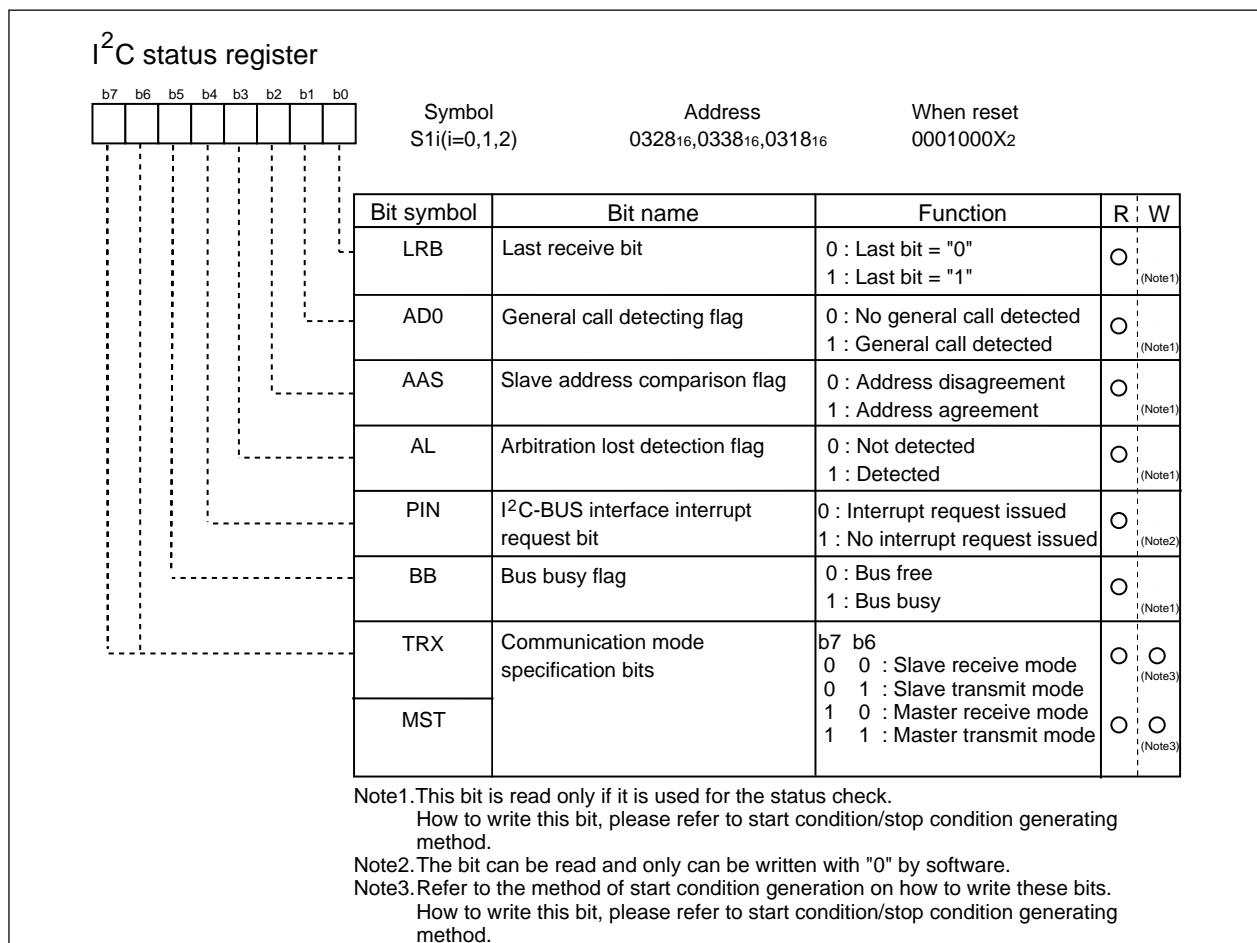 I2C status register
b7 b6 b5 b4 b3 b2 b1 b0
Symbol Address When reset
S1i(i=0,1,2)032816,033816,031816 0001000X2
Bit symbol Bit name Function R W
LRB Last receive bit 0 : Last bit = "0"
1 : Last bit = "1" (Note1)
AD0 General call detecting flag 0 : No general call detected
1 : General call detected (Note1)
AAS Slave address comparison flag 0 : Address disagreement
1 : Address agreement (Note1)
AL Arbitration lost detection flag 0 : Not detected
1 : Detected (Note1)
PIN I2C-BUS interface interrupt 0 : Interrupt request issued
request bit 1 : No interrupt request issued (Note2)
BB Bus busy flag 0 : Bus free
1 : Bus busy (Note1)
TRX Communication mode b7 b6
specification bits 0 0 : Slave receive mode (Note3)
0 1 : Slave transmit mode
MST 1 0 : Master receive mode
1 1 : Master transmit mode (Note3)
Note1.This bit is read only if it is used for the status check.
How to write this bit, please refer to start condition/stop condition generating
method.
Note2.The bit can be read and only can be written with "0" by software.
Note3.Refer to the method of start condition generation on how to write these bits.
How to write this bit, please refer to start condition/stop condition generating
method.